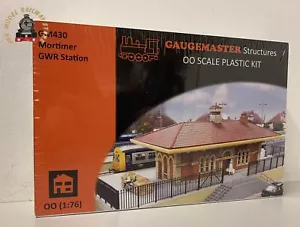 GM430
Mortimer
GWR Station
GAUGEMASTER Structures
OO SCALE PLASTIC KIT
OO (1:76)